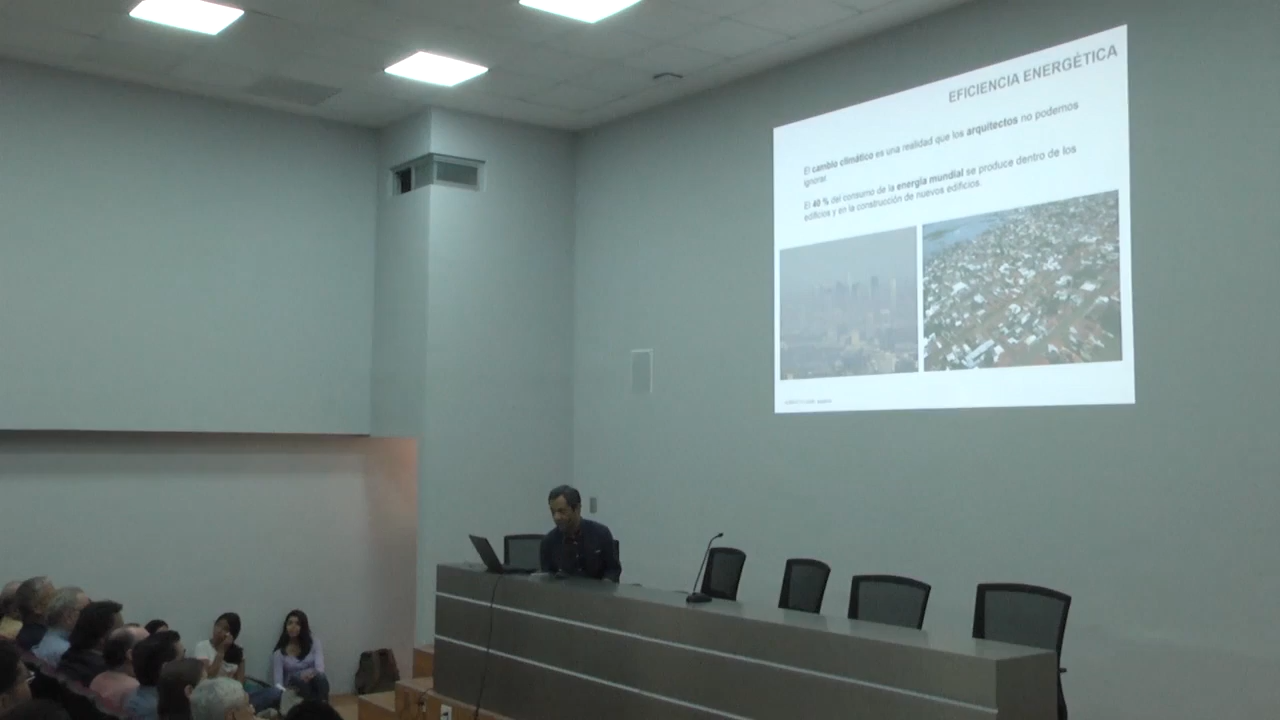 EFICIENCIA ENERGÉTICA
El cambio climático es una realidad que los arquitectos no podemos
ignorar.
El 40 % del consumo de la energía mundial se produce dentro de los
edificios y en la construcción de nuevos edificios.